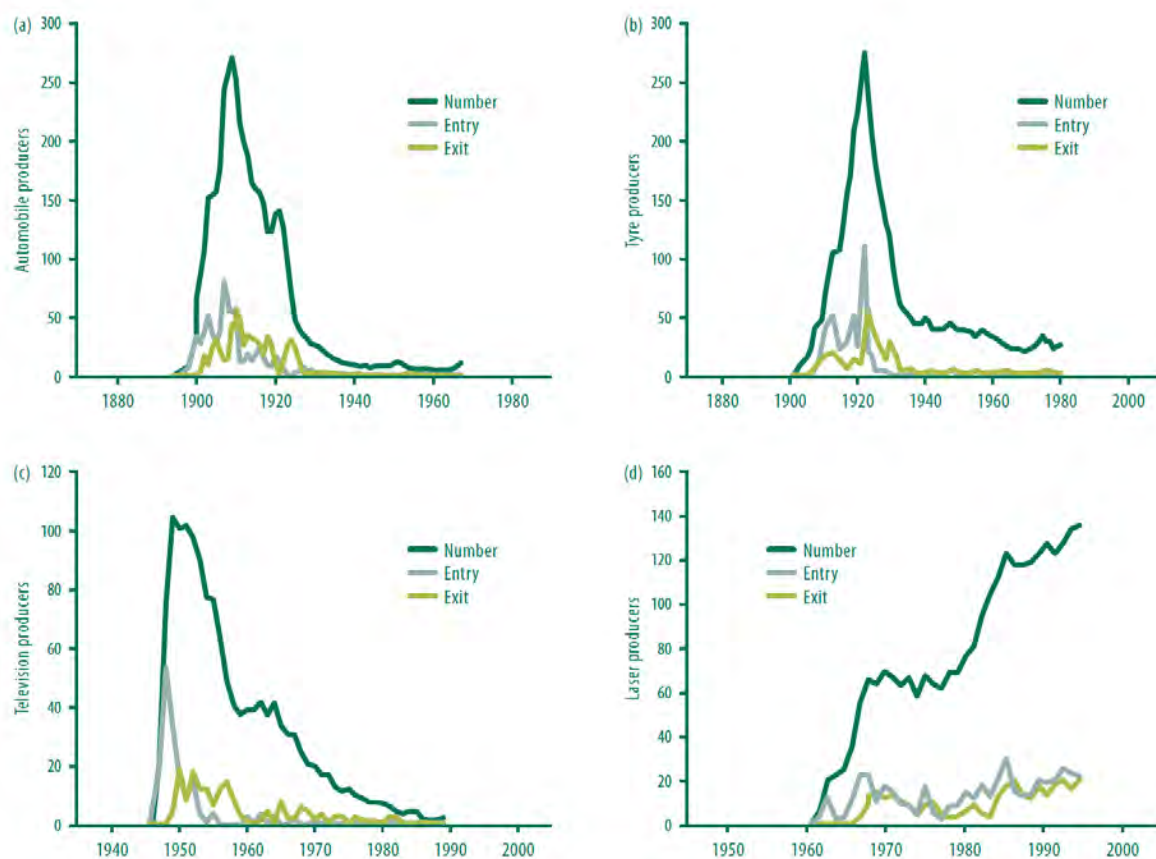 (a)
300
250
200
150
100
50
0
Automobile producers
Number
Entry
Exit
1880 1900 1920 1940 1960 1980
(b)
300
250
200
150
100
50
0
Tyre producers
Number
Entry
Exit
1880 1900 1920 1940 1960 1980 2000
(c)
120
100
80
60
40
20
0
Television producers
Number
Entry
Exit
1940 1950 1960 1970 1980 1990 2000
(d)
160
140
120
100
80
60
40
20
0
Laser producers
Number
Entry
Exit
1950 1960 1970 1980 1990 2000